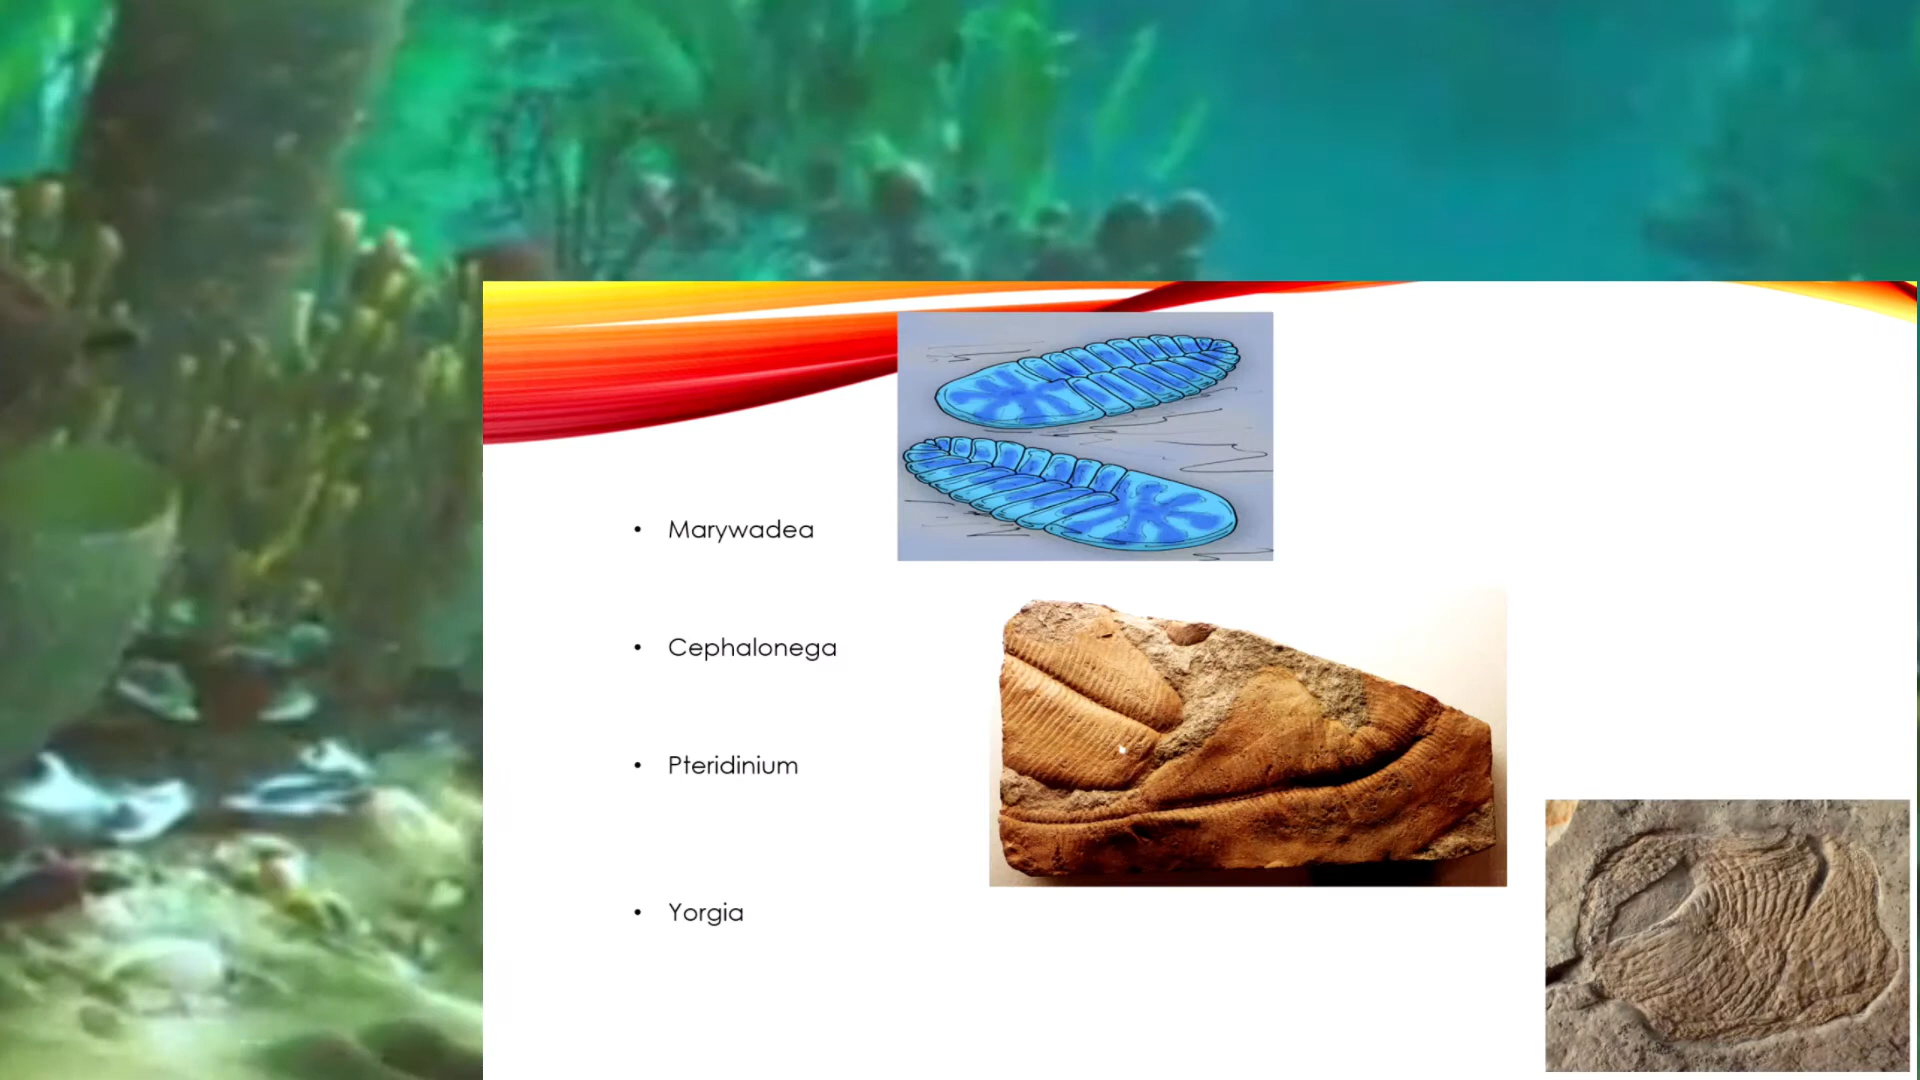 • Marywadea
• Cephalonega
• Pteridinium
• Yorgia